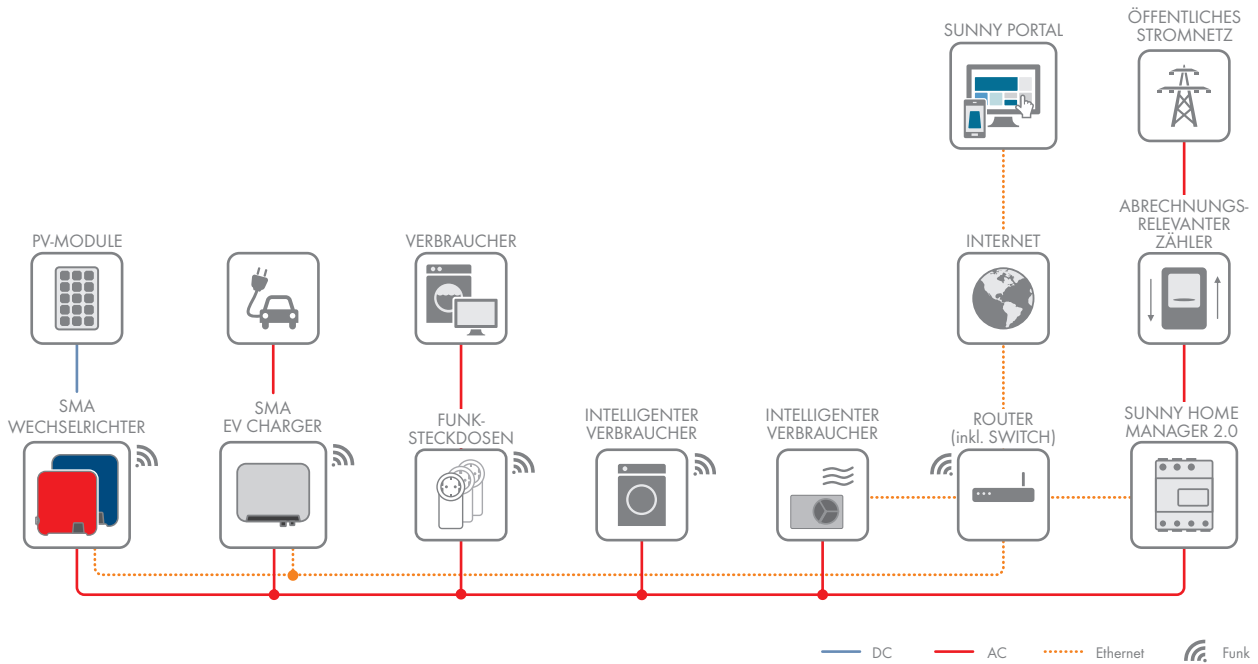 SUNNY PORTAL
ÖFFENTLICHES
STROMNETZ
PV-MODULE
VERBRAUCHER
INTERNET
ABRECHNUNGS-
RELEVANTER
ZÄHLER
SMA
WECHSELRICHTER
SMA
EV CHARGER
FUNK-
STECKDOSEN
INTELLIGENTER
VERBRAUCHER
INTELLIGENTER
VERBRAUCHER
ROUTER
(inkl. SWITCH)
SUNNY HOME
MANAGER 2.0
DC
AC
Ethernet
Funk